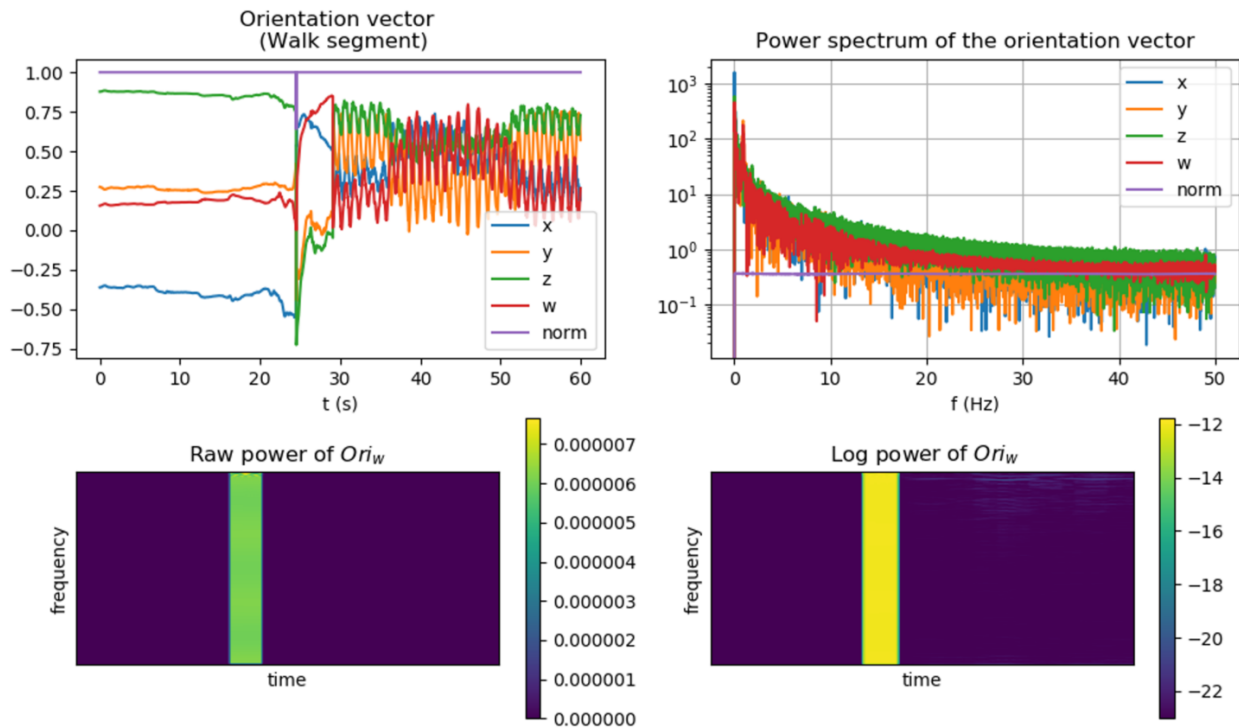 Orientation vector
(Walk segment)
1.00
0.75
0.50
0.25
0.00
−0.25
−0.50
−0.75
0 10 20 30 40 50 60
t (s)
x
y
z
w
norm
Power spectrum of the orientation vector
10³
10²
10¹
10⁰
10⁻¹
0 10 20 30 40 50
f (Hz)
x
y
z
w
norm
Raw power of Ori_w
frequency
time
0.000007
0.000006
0.000005
0.000004
0.000003
0.000002
0.000001
0.000000
Log power of Ori_w
frequency
time
−12
−14
−16
−18
−20
−22